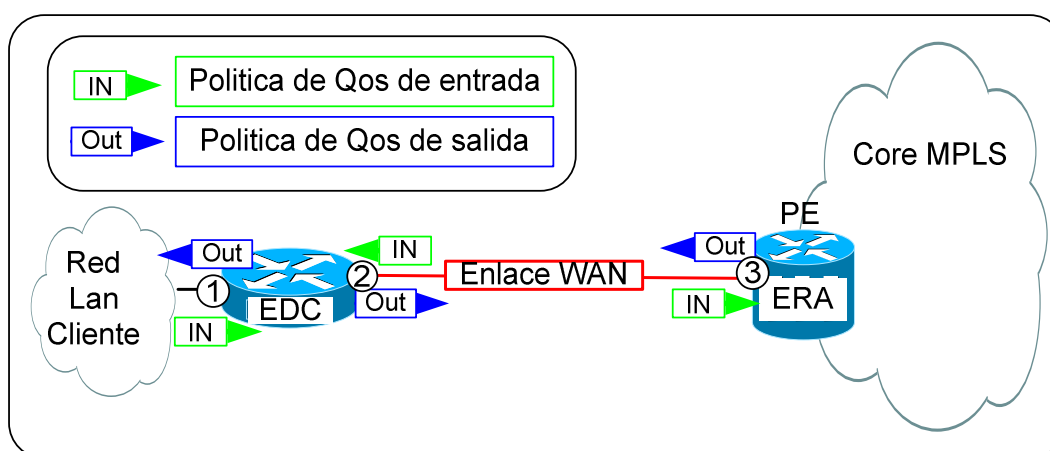 IN
Politica de Qos de entrada
Out
Politica de Qos de salida
Core MPLS
PE
Red
Lan
Cliente
Out
IN
1
EDC
IN
2
Out
Enlace WAN
Out
3
IN
ERA